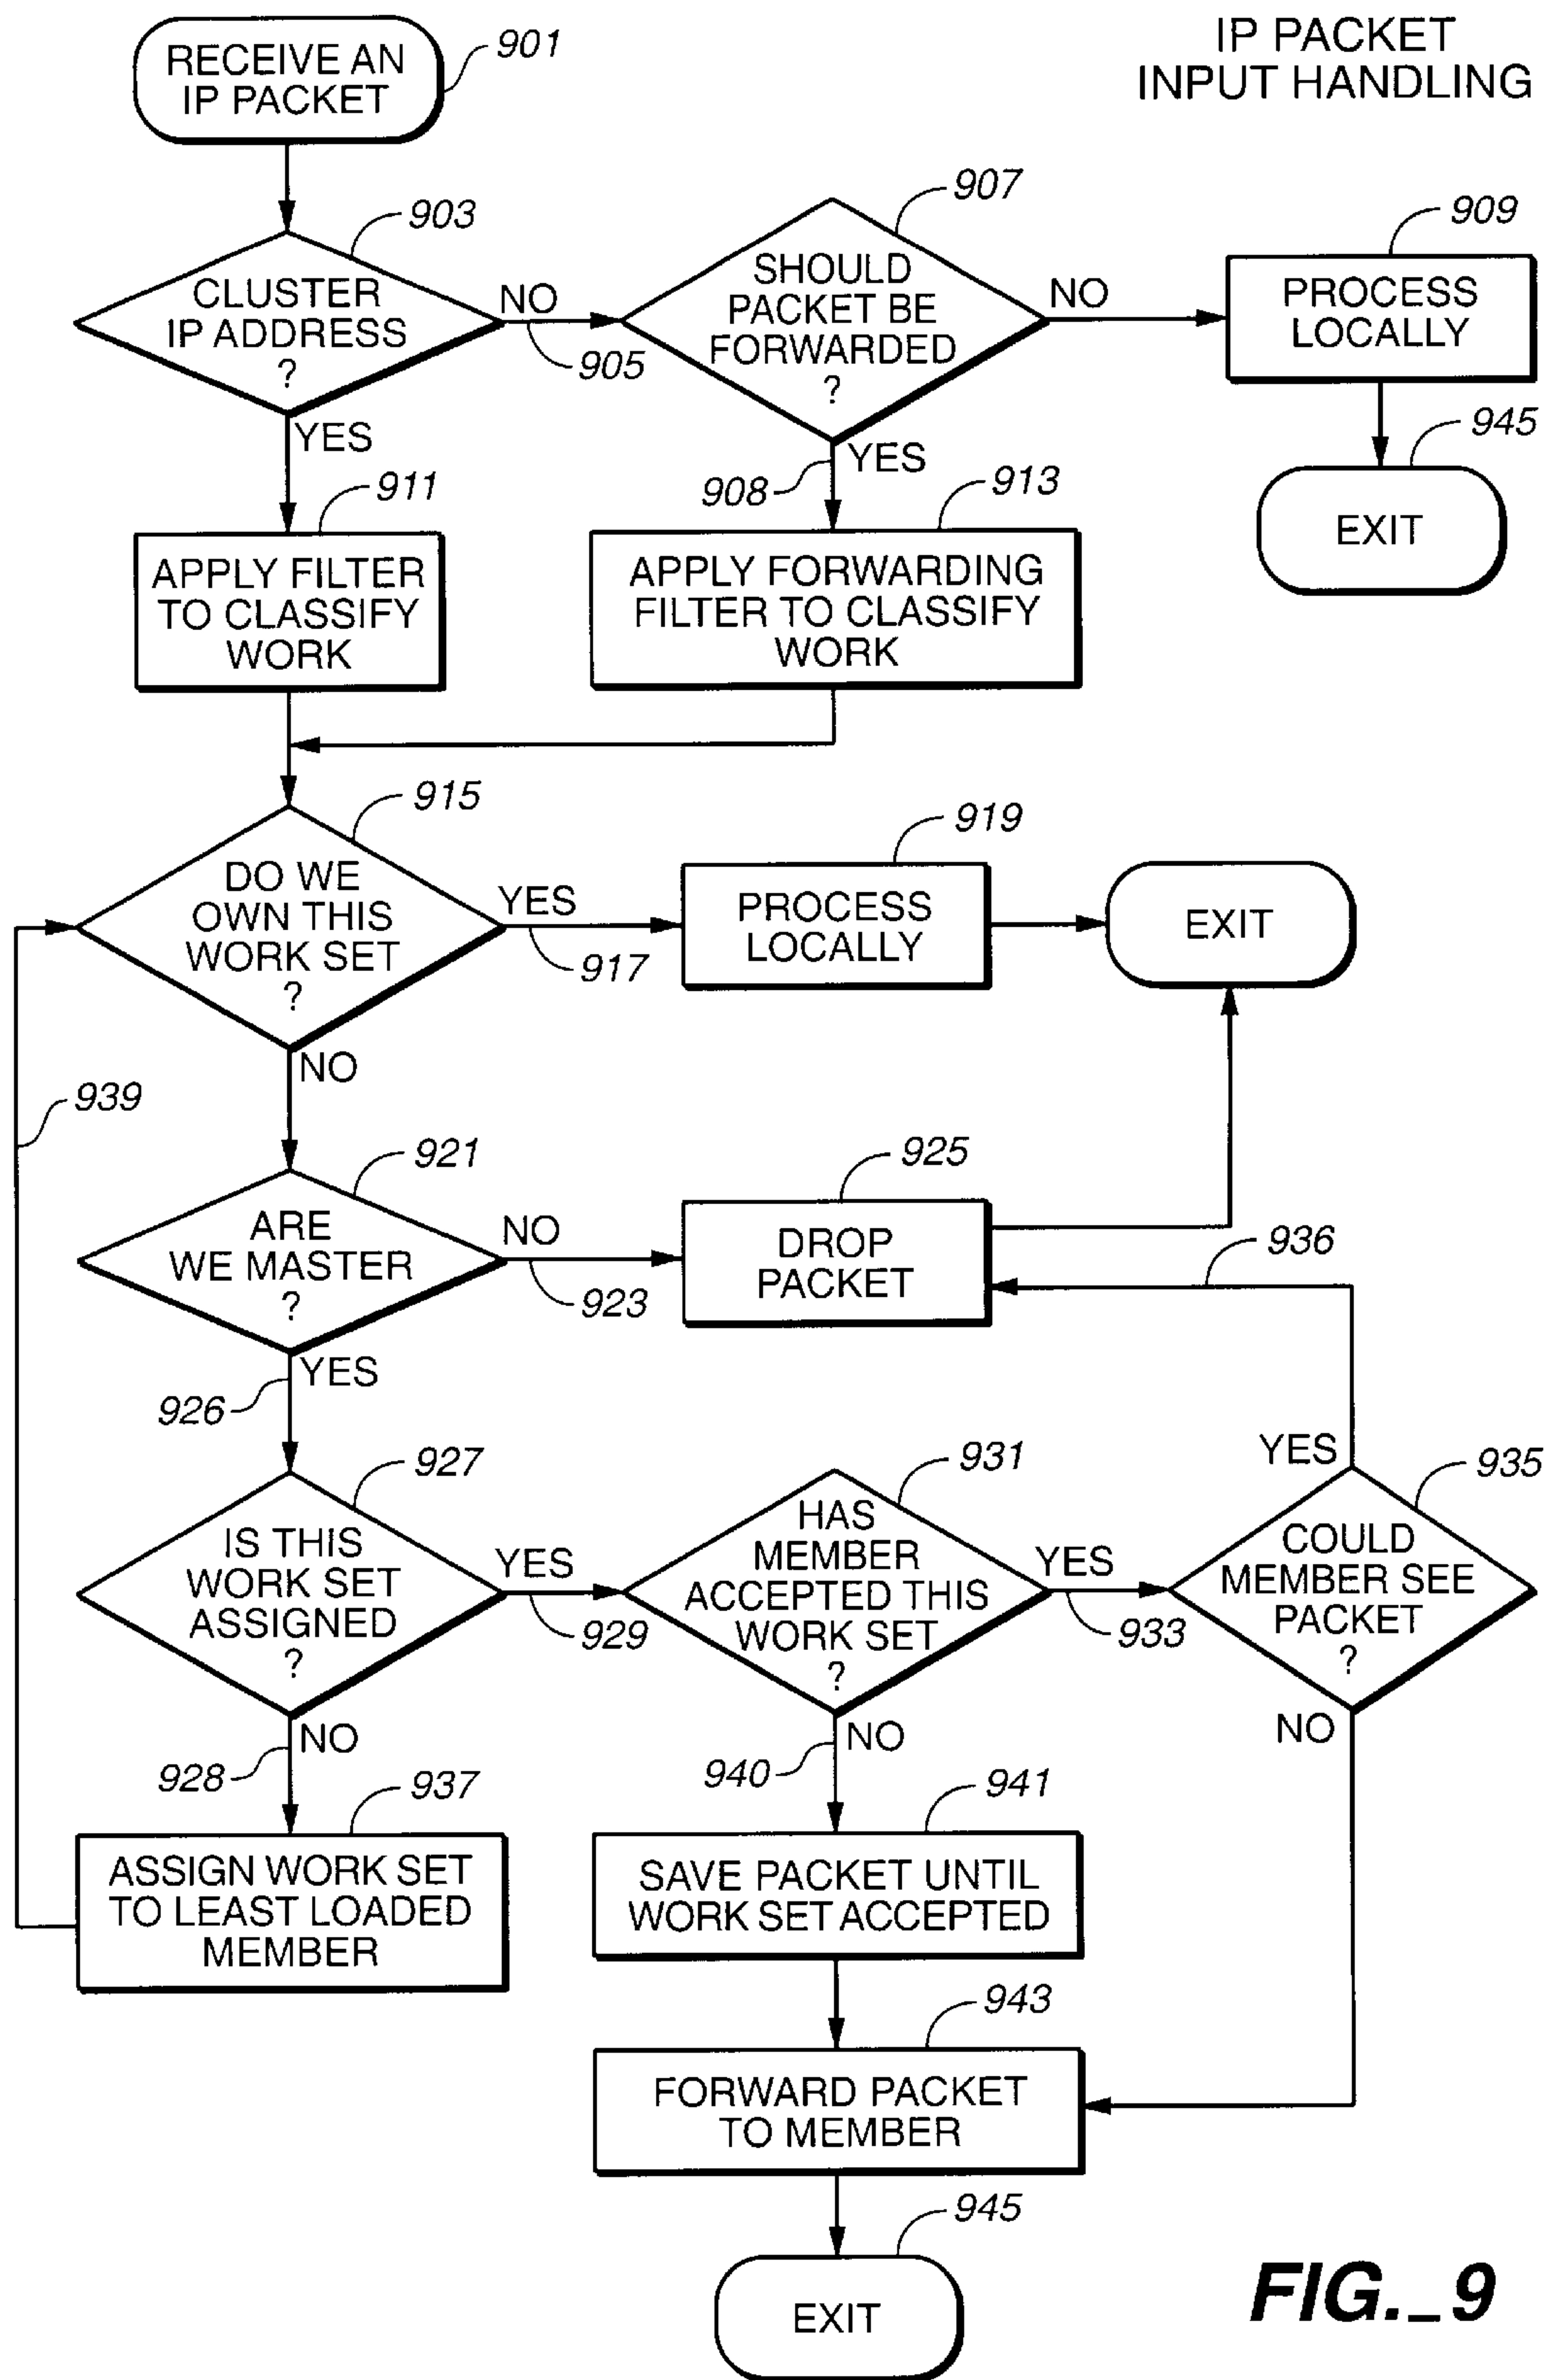 IP PACKET
INPUT HANDLING
RECEIVE AN
IP PACKET
901
903
CLUSTER
IP ADDRESS
?
NO
905
YES
907
SHOULD
PACKET BE
FORWARDED
?
NO
908
YES
909
PROCESS
LOCALLY
945
EXIT
911
APPLY FILTER
TO CLASSIFY
WORK
913
APPLY FORWARDING
FILTER TO CLASSIFY
WORK
915
DO WE
OWN THIS
WORK SET
?
YES
917
NO
919
PROCESS
LOCALLY
EXIT
939
921
ARE
WE MASTER
?
NO
923
YES
926
925
DROP
PACKET
936
927
IS THIS
WORK SET
ASSIGNED
?
YES
929
NO
928
931
HAS
MEMBER
ACCEPTED THIS
WORK SET
?
YES
933
NO
940
YES
935
COULD
MEMBER SEE
PACKET
?
NO
937
ASSIGN WORK SET
TO LEAST LOADED
MEMBER
941
SAVE PACKET UNTIL
WORK SET ACCEPTED
943
FORWARD PACKET
TO MEMBER
945
EXIT
FIG._9